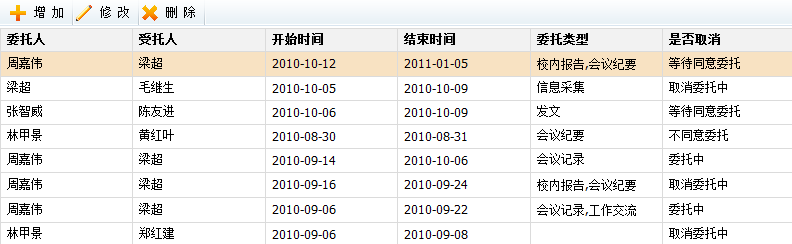 增 加 修 改 删 除
委托人 受托人 开始时间 结束时间 委托类型 是否取消
周嘉伟 梁超 2010-10-12 2011-01-05 校内报告,会议纪要 等待同意委托
梁超 毛继生 2010-10-05 2010-10-09 信息采集 取消委托中
张智威 陈友进 2010-10-06 2010-10-09 发文 等待同意委托
林甲景 黄红叶 2010-08-30 2010-08-31 会议纪要 不同意委托
周嘉伟 梁超 2010-09-14 2010-10-06 会议记录 委托中
周嘉伟 梁超 2010-09-16 2010-09-24 校内报告,会议纪要 取消委托中
周嘉伟 梁超 2010-09-06 2010-09-22 会议记录,工作交流 委托中
林甲景 郑红建 2010-09-06 2010-09-08 取消委托中